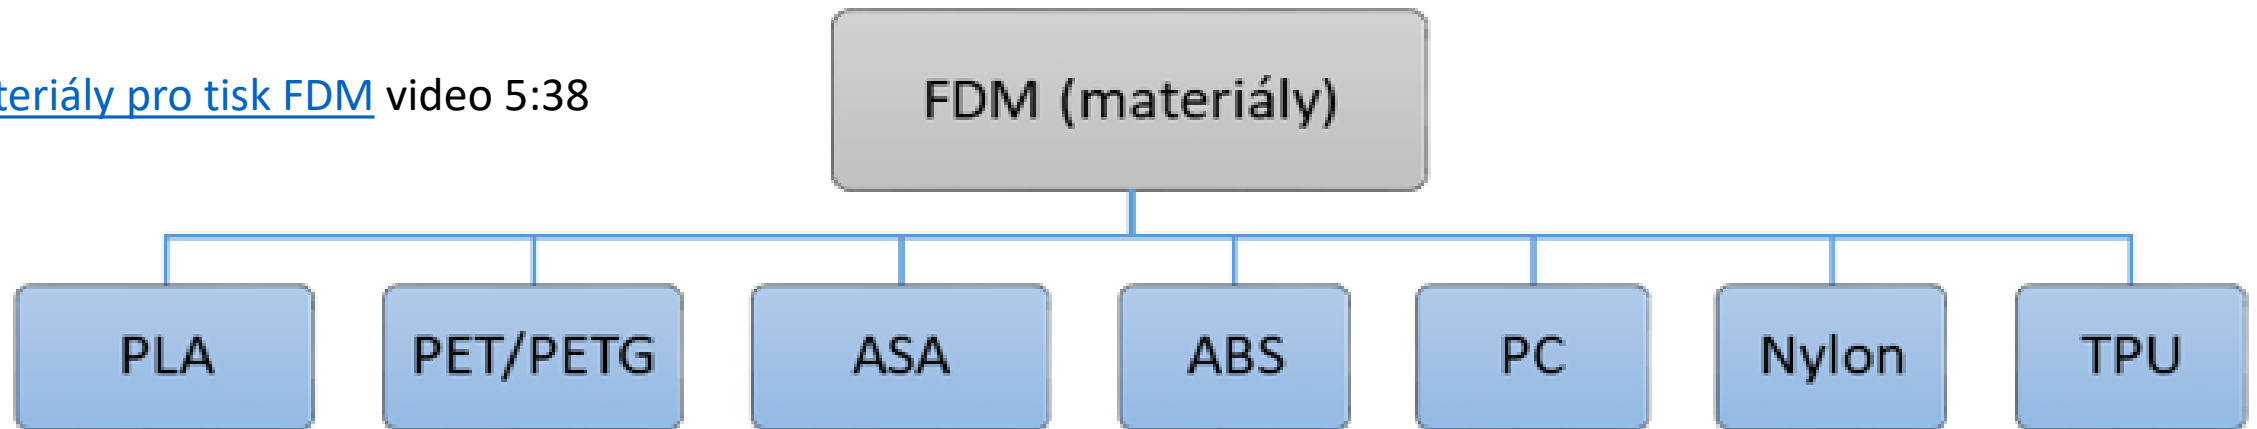 teriály pro tisk FDM video 5:38
FDM (materiály)
PLA
PET/PETG
ASA
ABS
PC
Nylon
TPU